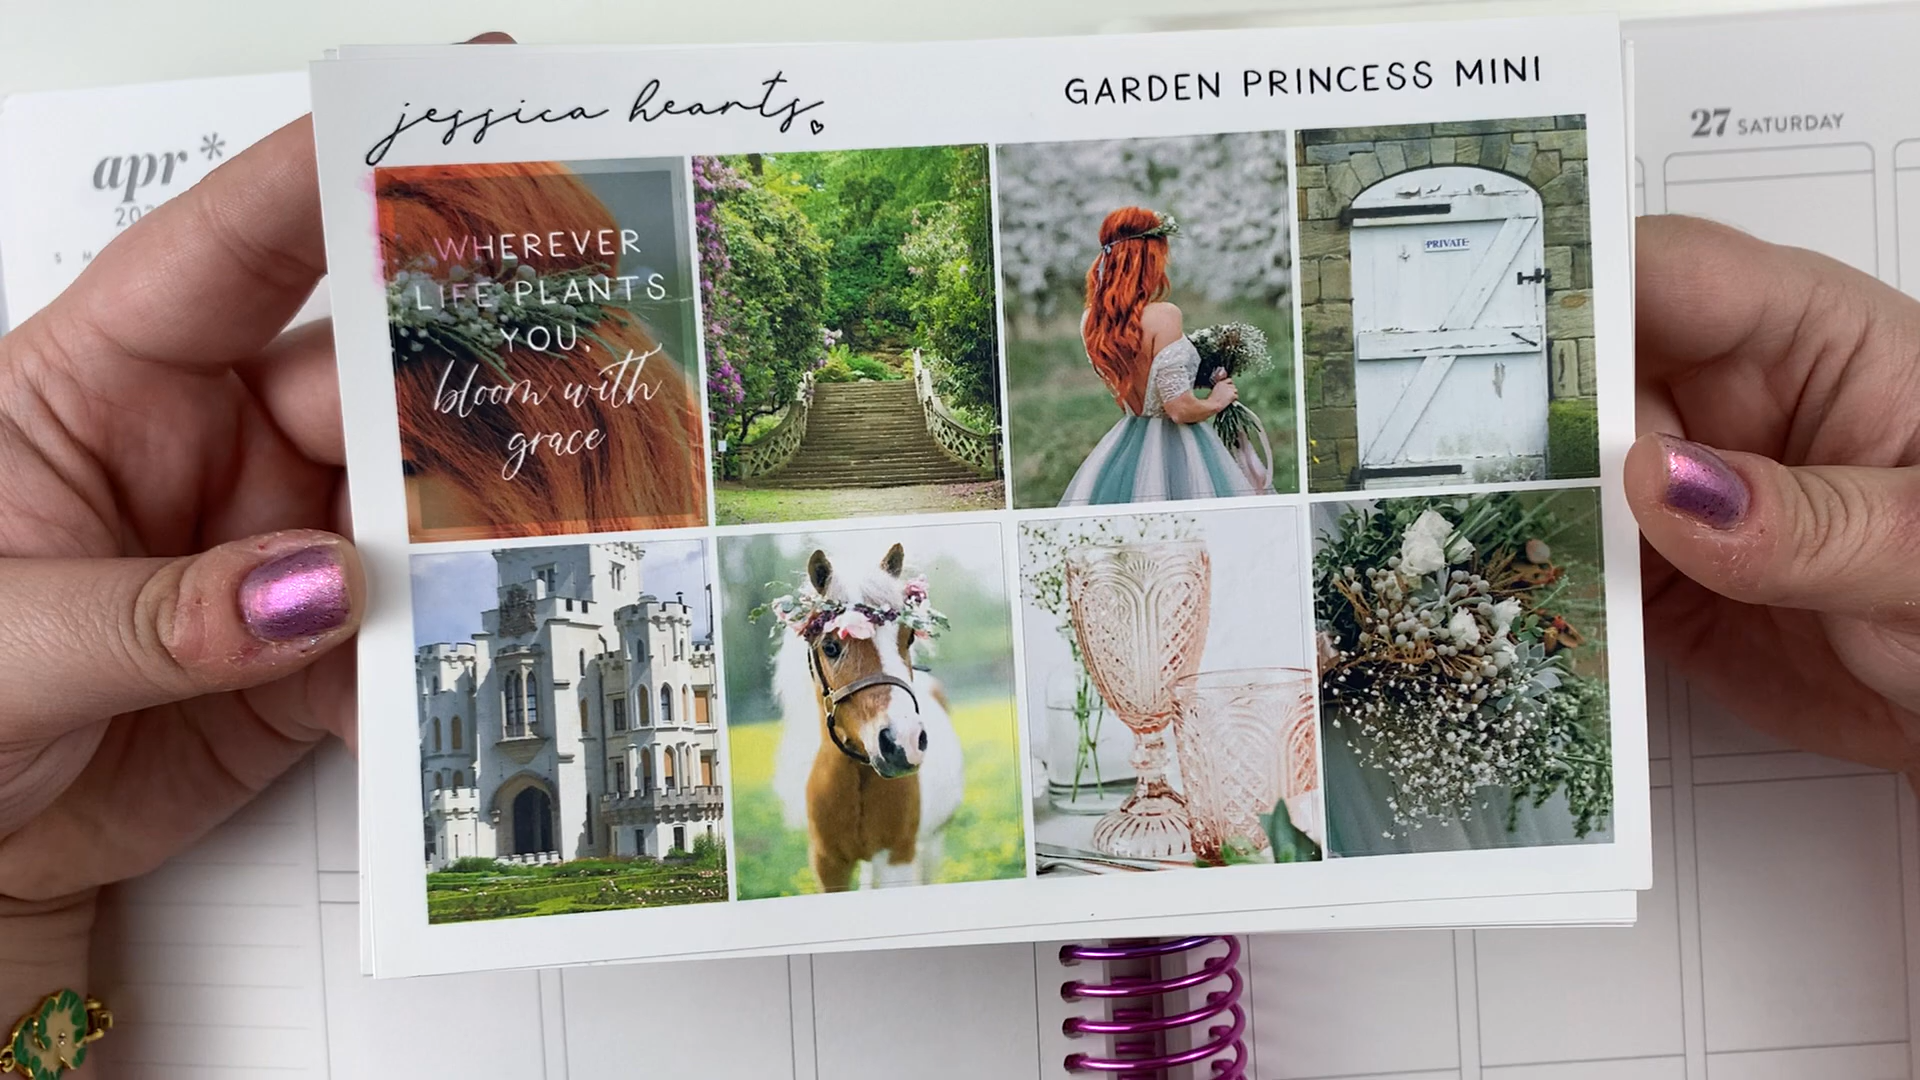 jessica hearts
GARDEN PRINCESS MINI
WHEREVER
LIFE PLANTS
YOU,
bloom with
grace
PRIVATE
apr *
27 SATURDAY
S M